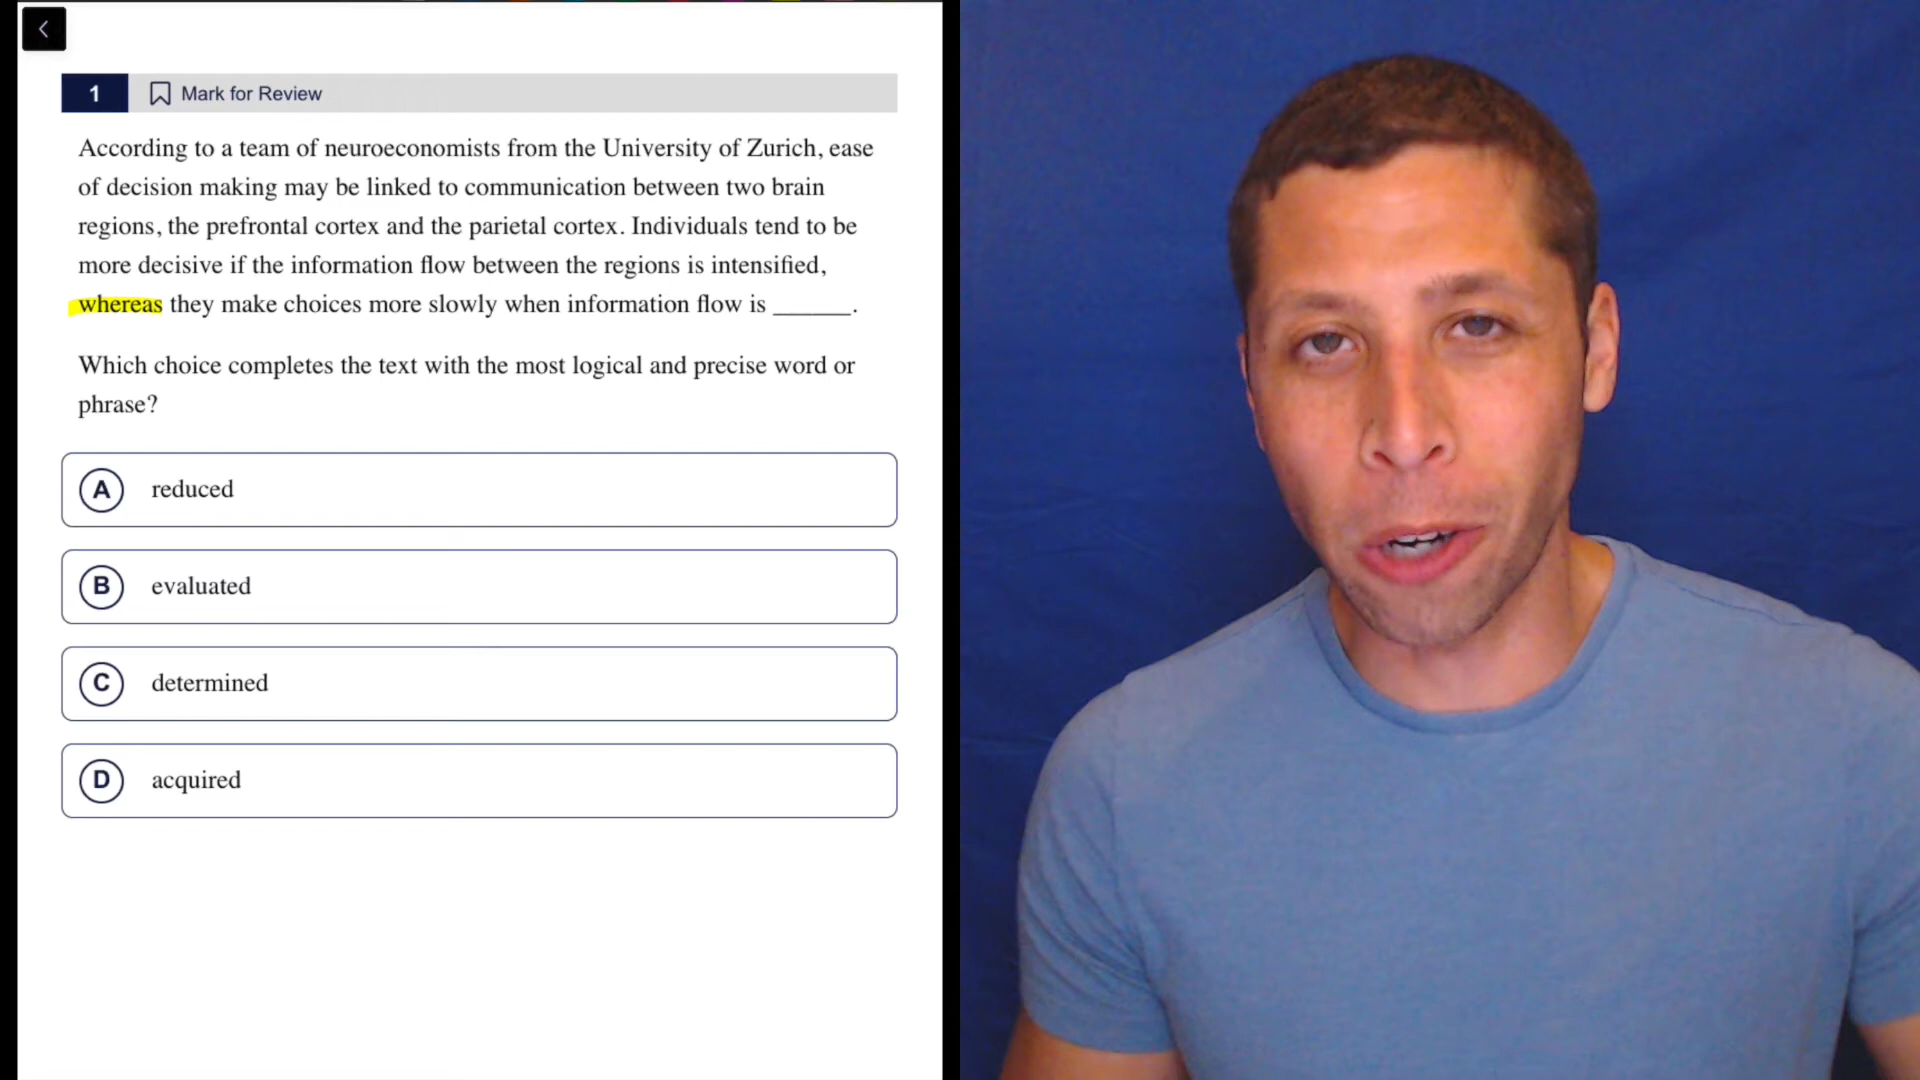 1 Mark for Review
According to a team of neuroeconomists from the University of Zurich, ease
of decision making may be linked to communication between two brain
regions, the prefrontal cortex and the parietal cortex. Individuals tend to be
more decisive if the information flow between the regions is intensified,
whereas they make choices more slowly when information flow is ______.
Which choice completes the text with the most logical and precise word or
phrase?
A reduced
B evaluated
C determined
D acquired